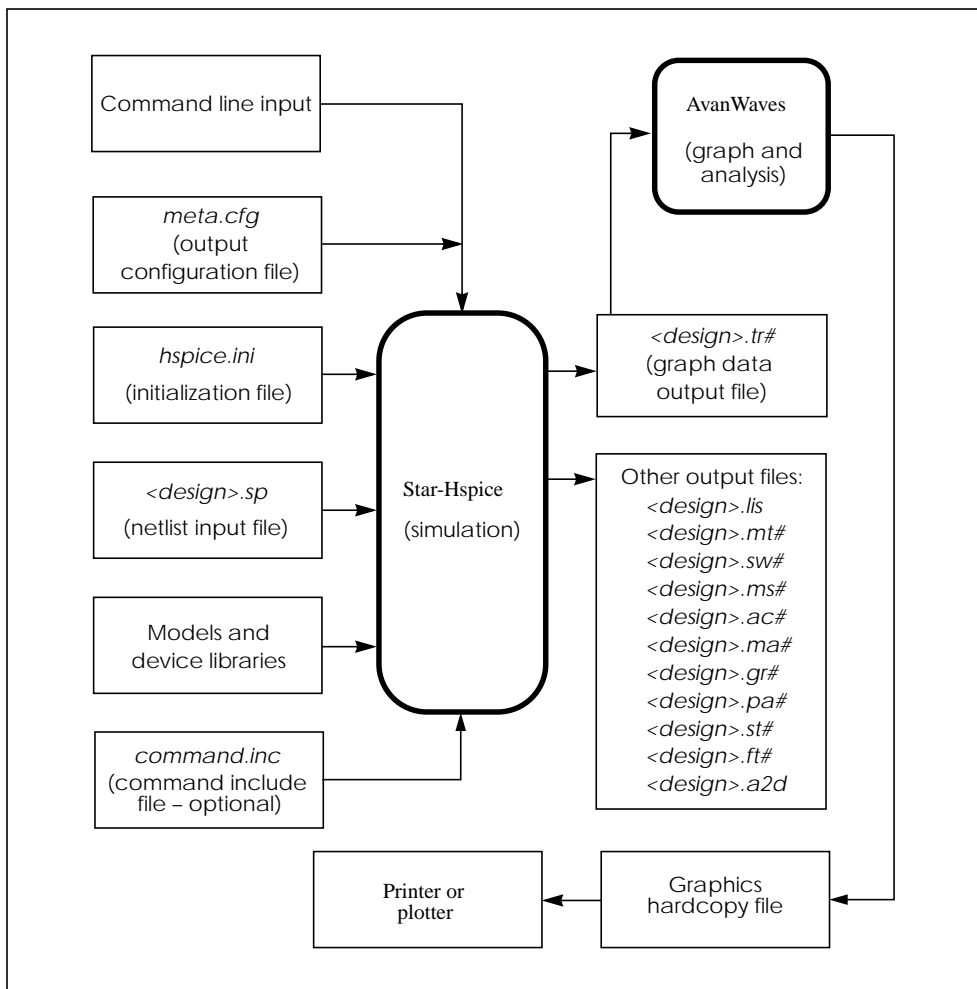 Command line input
meta.cfg
(output
configuration file)
hspice.ini
(initialization file)
<design>.sp
(netlist input file)
Models and
device libraries
command.inc
(command include
file – optional)
Star-Hspice
(simulation)
AvanWaves
(graph and
analysis)
<design>.tr#
(graph data
output file)
Other output files:
<design>.lis
<design>.mt#
<design>.sw#
<design>.ms#
<design>.ac#
<design>.ma#
<design>.gr#
<design>.pa#
<design>.st#
<design>.ft#
<design>.a2d
Printer or
plotter
Graphics
hardcopy file